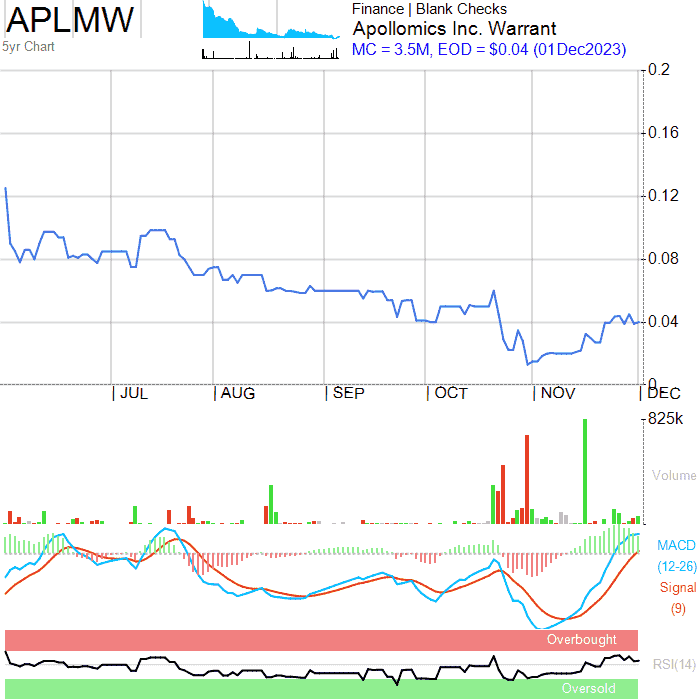 APLMW
5yr Chart
Finance | Blank Checks
Apollomics Inc. Warrant
MC = 3.5M, EOD = $0.04 (01Dec2023)
0.2
0.16
0.12
0.08
0.04
0
JUL AUG SEP OCT NOV DEC
825k
Volume
MACD
(12-26)
Signal
(9)
Overbought
RSI(14)
Oversold